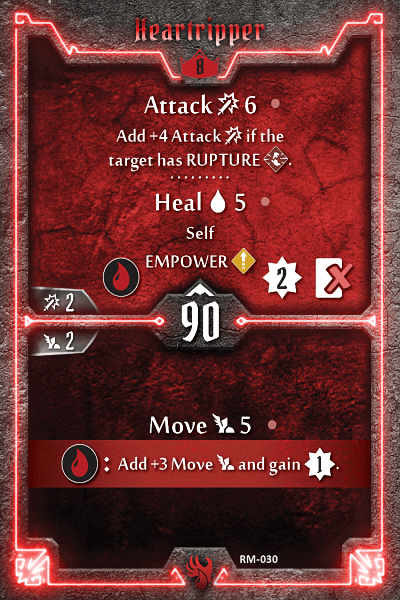 Heartripper
8
Attack 6
Add +4 Attack if the
target has RUPTURE .
Heal 5
Self
EMPOWER
2
2
90
2
Move 5
: Add +3 Move and gain 1.
RM-030